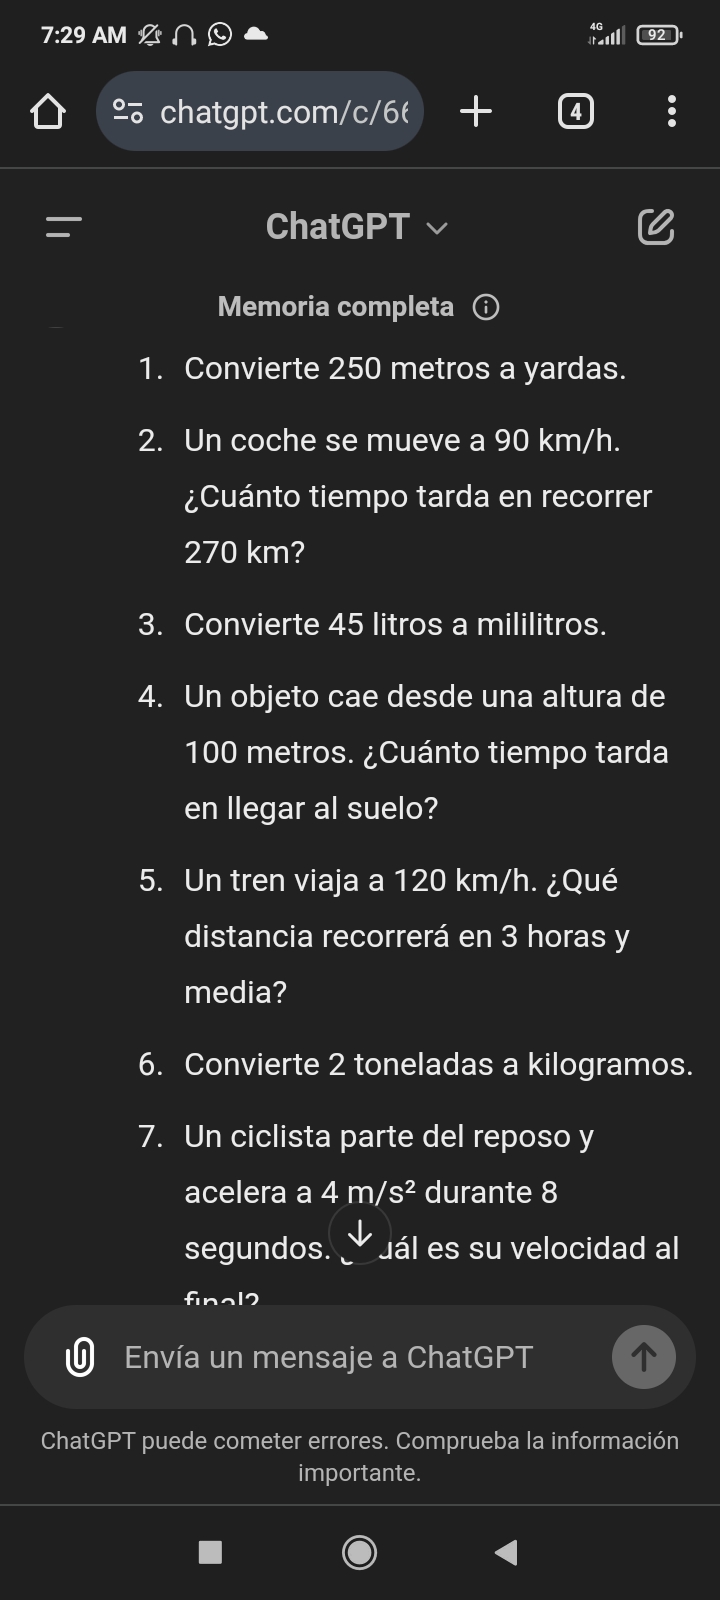 7:29 AM
4G
92
chatgpt.com/c/66
4
ChatGPT
Memoria completa
1. Convierte 250 metros a yardas.
2. Un coche se mueve a 90 km/h.
¿Cuánto tiempo tarda en recorrer
270 km?
3. Convierte 45 litros a mililitros.
4. Un objeto cae desde una altura de
100 metros. ¿Cuánto tiempo tarda
en llegar al suelo?
5. Un tren viaja a 120 km/h. ¿Qué
distancia recorrerá en 3 horas y
media?
6. Convierte 2 toneladas a kilogramos.
7. Un ciclista parte del reposo y
acelera a 4 m/s² durante 8
segundos. ¿Cuál es su velocidad al
final?
Envía un mensaje a ChatGPT
ChatGPT puede cometer errores. Comprueba la información
importante.